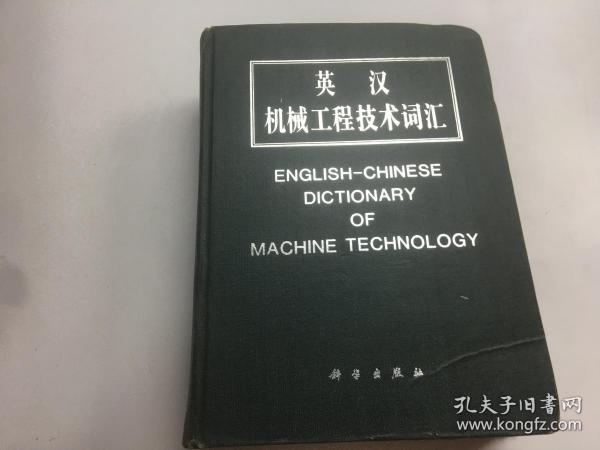 英汉
机械工程技术词汇
ENGLISH-CHINESE
DICTIONARY
OF
MACHINE TECHNOLOGY
科学出版社
孔夫子旧书网
www.kongfz.com